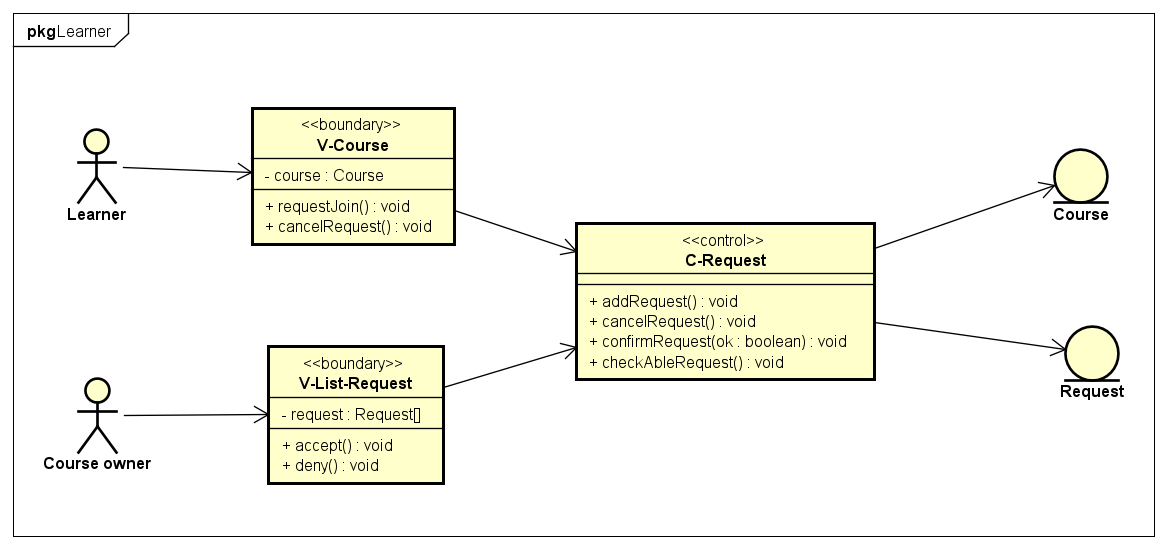 pkgLearner
<<boundary>>
V-Course
- course : Course
+ requestJoin() : void
+ cancelRequest() : void
Learner
<<control>>
C-Request
+ addRequest() : void
+ cancelRequest() : void
+ confirmRequest(ok : boolean) : void
+ checkAbleRequest() : void
Course
<<boundary>>
V-List-Request
- request : Request[]
+ accept() : void
+ deny() : void
Course owner
Request